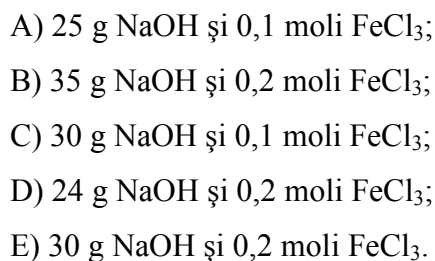 A) 25 g NaOH şi 0,1 moli FeCl₃;
B) 35 g NaOH şi 0,2 moli FeCl₃;
C) 30 g NaOH şi 0,1 moli FeCl₃;
D) 24 g NaOH şi 0,2 moli FeCl₃;
E) 30 g NaOH şi 0,2 moli FeCl₃.